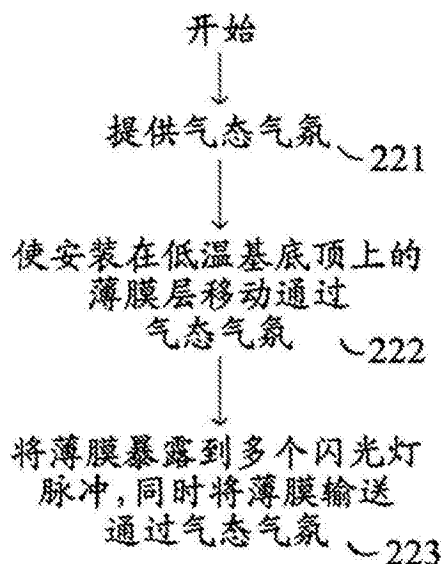 开始
提供气态气氛
221
使安装在低温基底顶上的
薄膜层移动通过
气态气氛
222
将薄膜暴露到多个闪光灯
脉冲,同时将薄膜输送
通过气态气氛
223